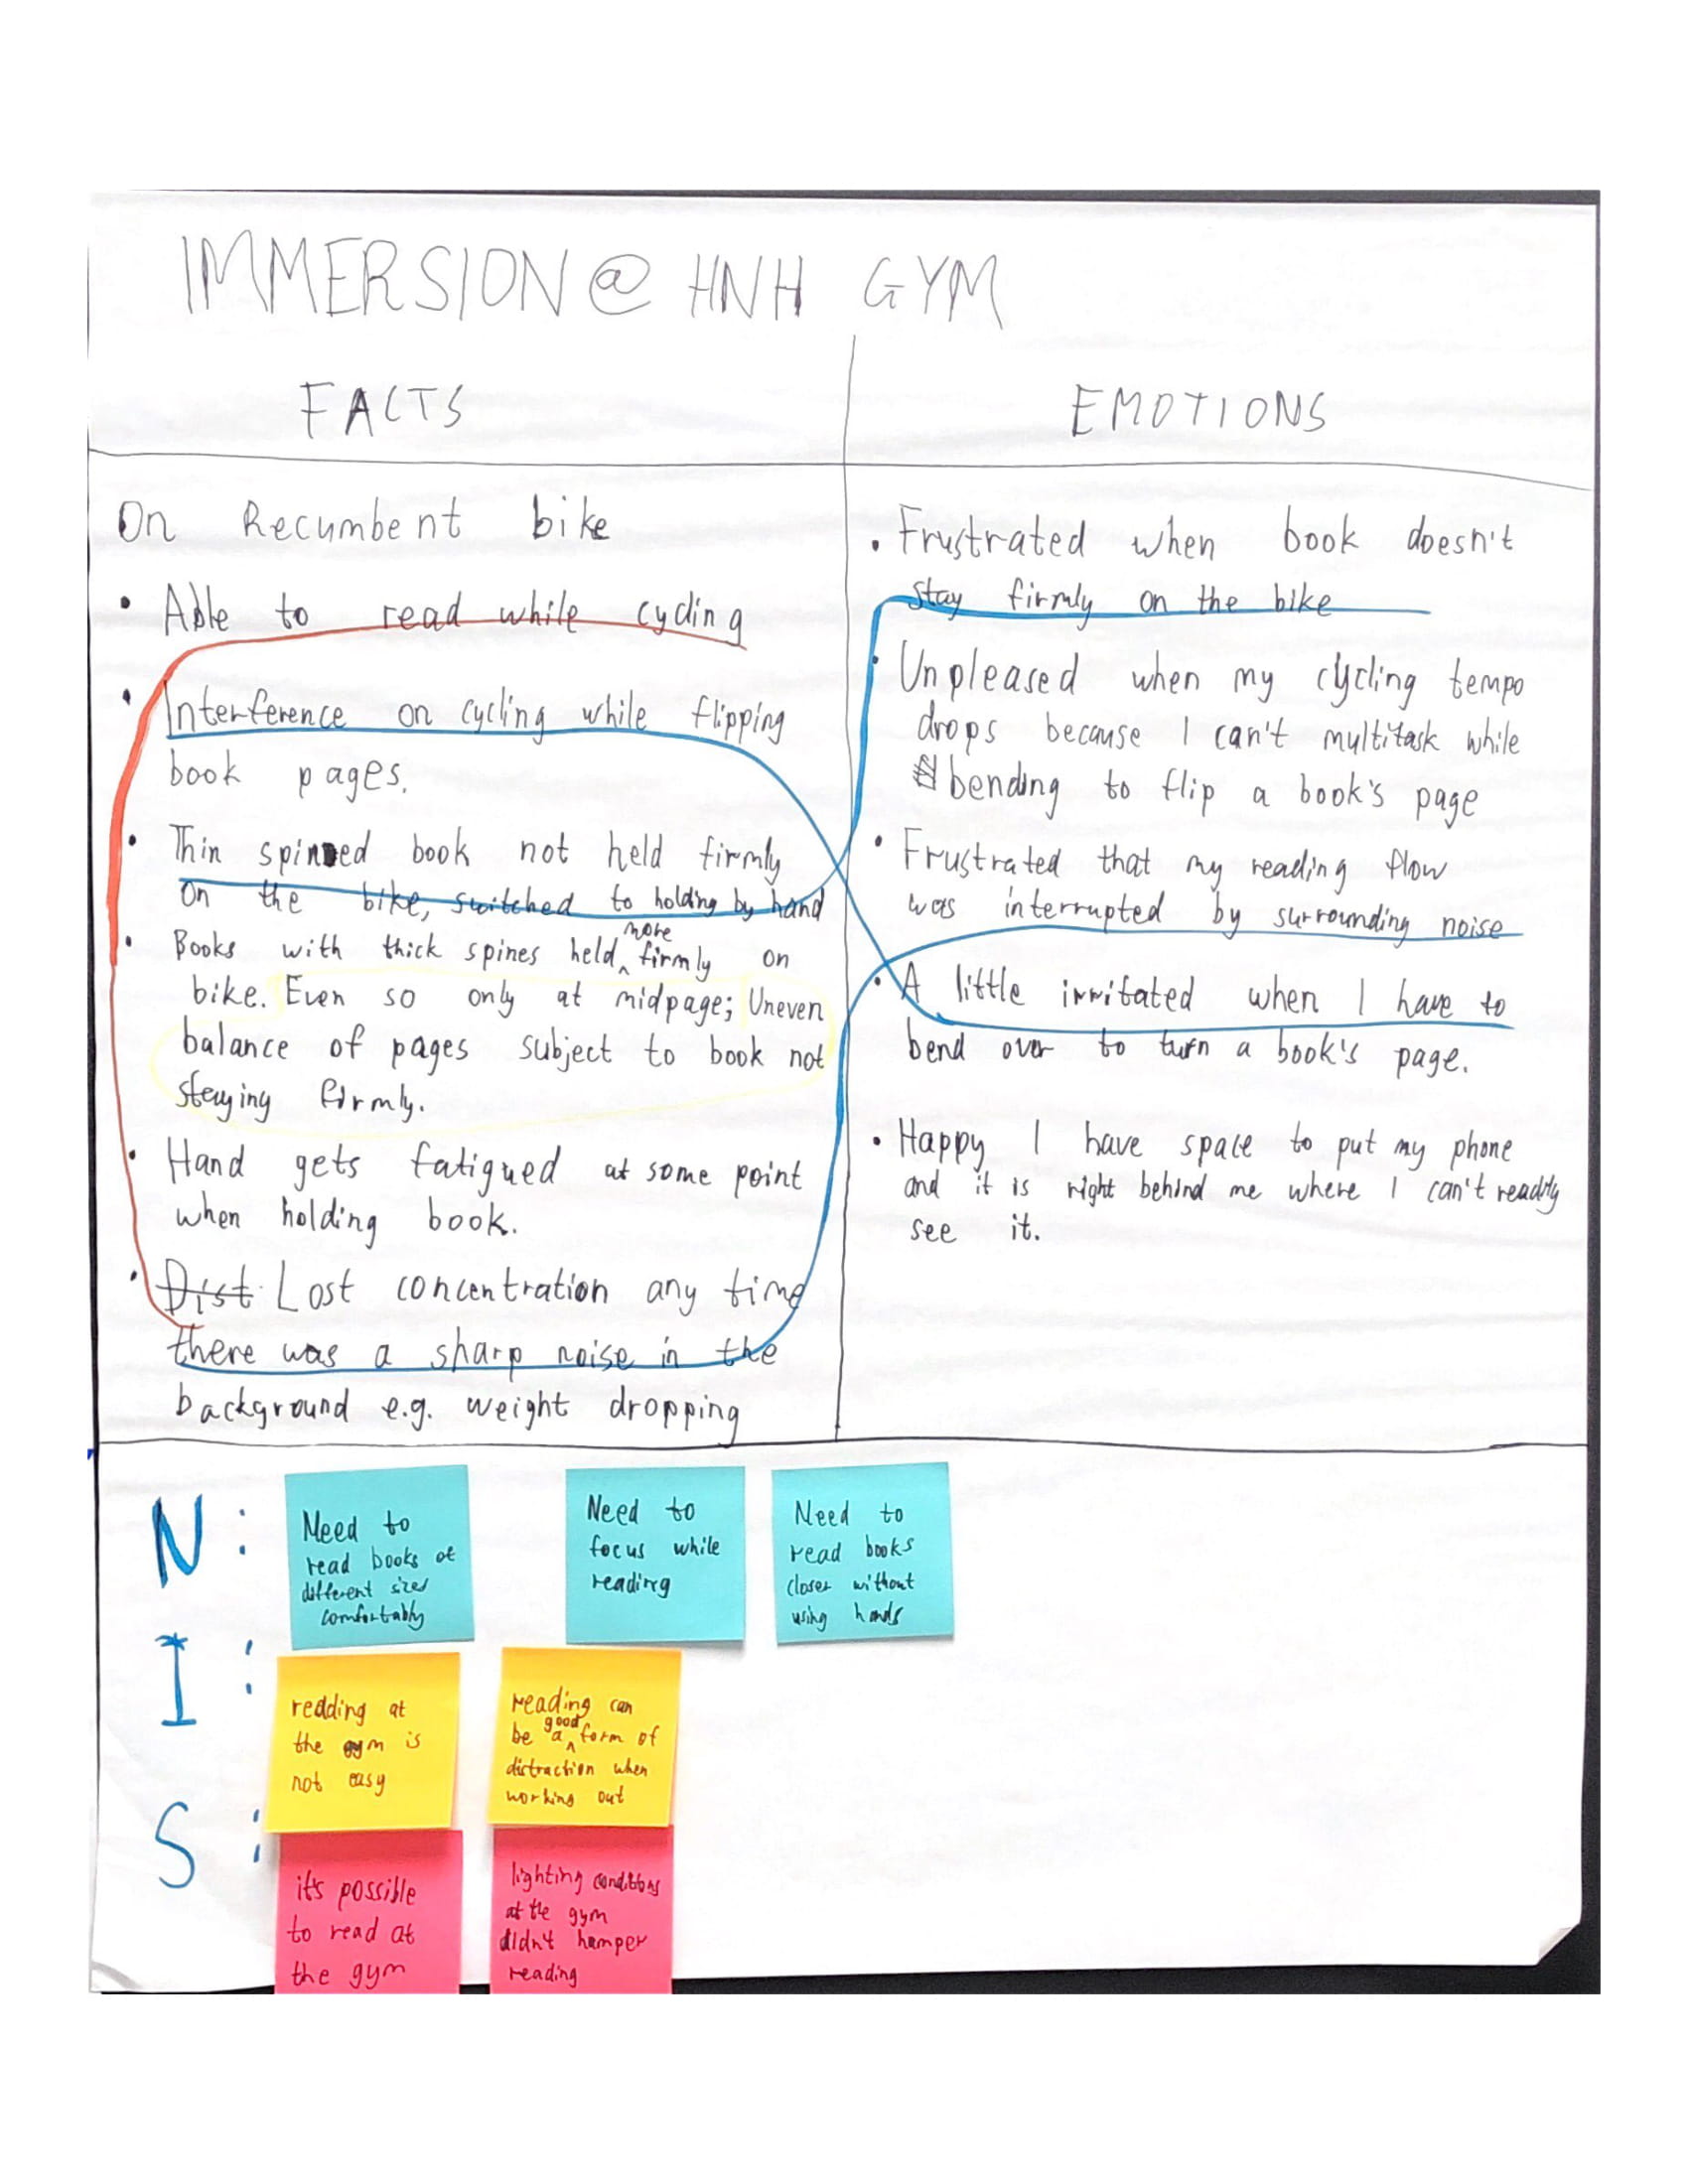 IMMERSION @ HNH GYM
FACTS
On Recumbent bike
• Able to read while cycling
• Interference on cycling while flipping
book pages.
• Thin spined book not held firmly
on the bike, switched to holding by hand
• Books with thick spines held more firmly on
bike. Even so only at midpage; Uneven
balance of pages subject to book not
staying firmly.
• Hand gets fatigued at some point
when holding book.
• Dist. Lost concentration any time
there was a sharp noise in the
background e.g. weight dropping
EMOTIONS
• Frustrated when book doesn't
stay firmly on the bike
• Unpleased when my cycling tempo
drops because I can't multitask while
bending to flip a book's page
• Frustrated that my reading flow
was interrupted by surrounding noise
• A little irritated when I have to
bend over to turn a book's page.
• Happy I have space to put my phone
and it is right behind me where I can't readily
see it.
N:
Need to
read books of
different sizes
comfortably
Need to
focus while
reading
Need to
read books
closer without
using hands
I:
reading at
the gym is
not easy
reading can
be a good form of
distraction when
working out
S:
it's possible
to read at
the gym
lighting conditions
at the gym
didn't hamper
reading